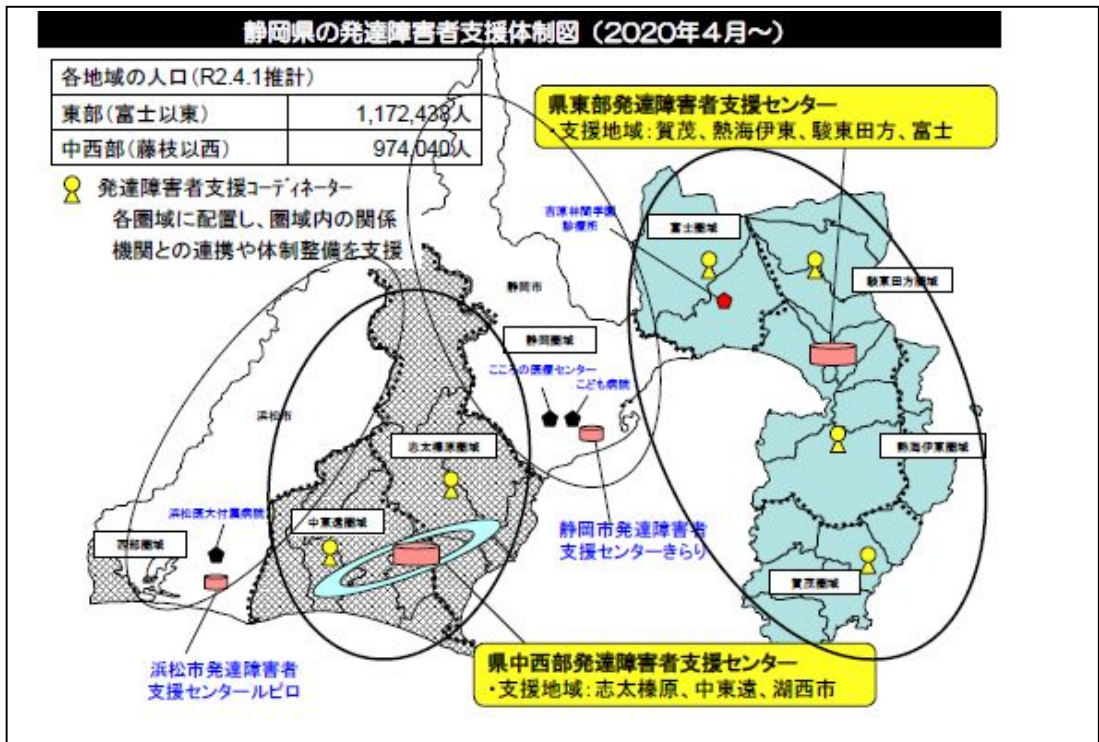 静岡県の発達障害者支援体制図(2020年4月~)
各地域の人口(R2.4.1推計)
東部(富士以東) 1,172,438人
中西部(藤枝以西) 974,040人
発達障害者支援コーディネーター
各圏域に配置し、圏域内の関係
機関との連携や体制整備を支援
県東部発達障害者支援センター
・支援地域:賀茂、熱海伊東、駿東田方、富士
吉原林間学園
診療所
富士圏域
駿東田方圏域
静岡市
静岡圏域
こころの医療センター
こども病院
浜松市
志太榛原圏域
熱海伊東圏域
浜松医大付属病院
中東遠圏域
西部圏域
静岡市発達障害者
支援センターきらり
賀茂圏域
浜松市発達障害者
支援センタールピロ
県中西部発達障害者支援センター
・支援地域:志太榛原、中東遠、湖西市